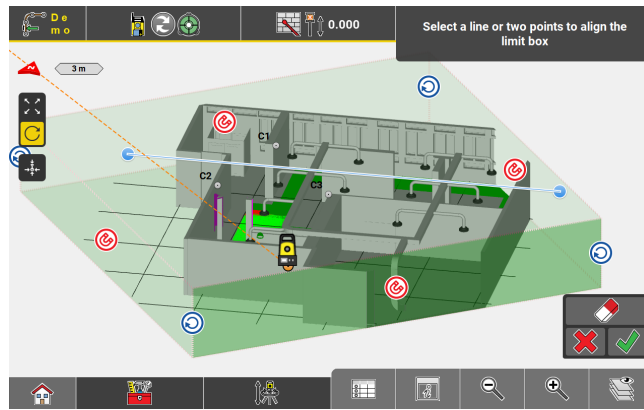 De
mo
0.000
Select a line or two points to align the
limit box
3 m
C1
C2
C3